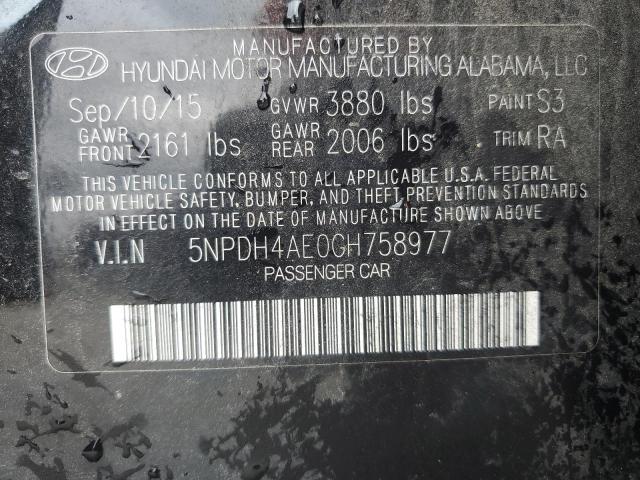 MANUFACTURED BY
HYUNDAI MOTOR MANUFACTURING ALABAMA, LLC
Sep/10/15 GVWR 3880 lbs PAINT S3
GAWR FRONT 2161 lbs GAWR REAR 2006 lbs TRIM RA
THIS VEHICLE CONFORMS TO ALL APPLICABLE U.S.A. FEDERAL
MOTOR VEHICLE SAFETY, BUMPER, AND THEFT PREVENTION STANDARDS
IN EFFECT ON THE DATE OF MANUFACTURE SHOWN ABOVE.
V.I.N 5NPDH4AE0GH758977
PASSENGER CAR